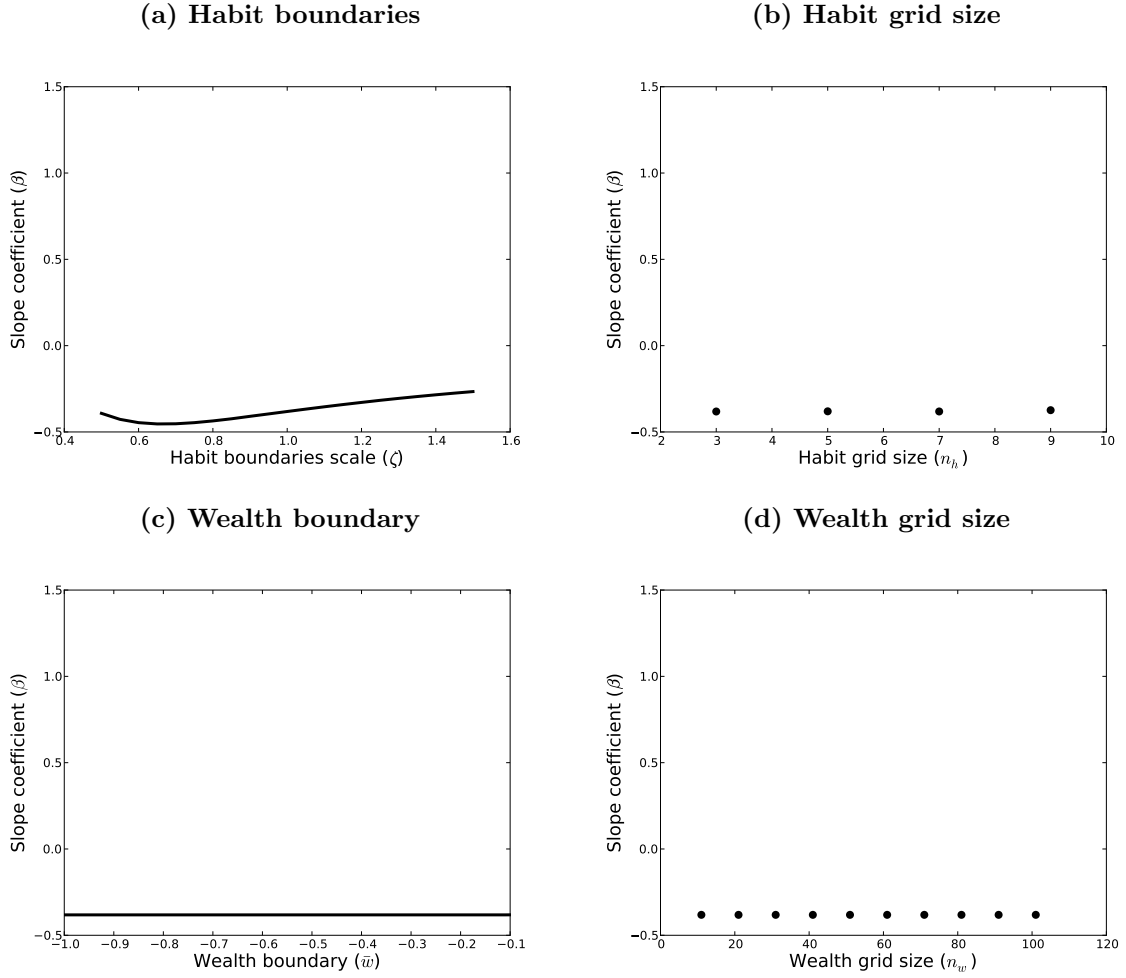 (a) Habit boundaries
1.5
1.0
0.5
0.0
−0.5
Slope coefficient (β)
0.4 0.6 0.8 1.0 1.2 1.4 1.6
Habit boundaries scale (ζ)
(b) Habit grid size
1.5
1.0
0.5
0.0
−0.5
Slope coefficient (β)
2 3 4 5 6 7 8 9 10
Habit grid size (n_h)
(c) Wealth boundary
1.5
1.0
0.5
0.0
−0.5
Slope coefficient (β)
−1.0 −0.9 −0.8 −0.7 −0.6 −0.5 −0.4 −0.3 −0.2 −0.1
Wealth boundary (w̄)
(d) Wealth grid size
1.5
1.0
0.5
0.0
−0.5
Slope coefficient (β)
0 20 40 60 80 100 120
Wealth grid size (n_w)